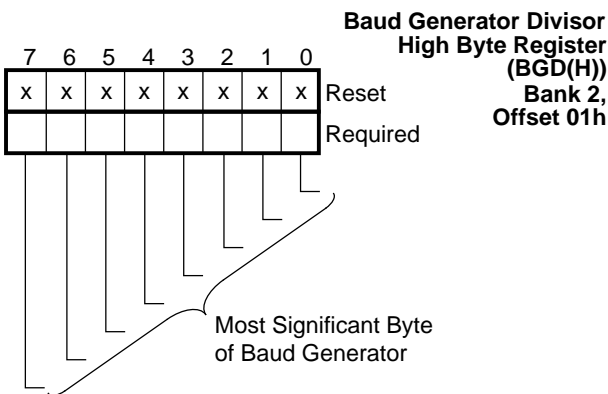 Baud Generator Divisor
High Byte Register
(BGD(H))
Bank 2,
Offset 01h
7 6 5 4 3 2 1 0
x x x x x x x x Reset
Required
Most Significant Byte
of Baud Generator